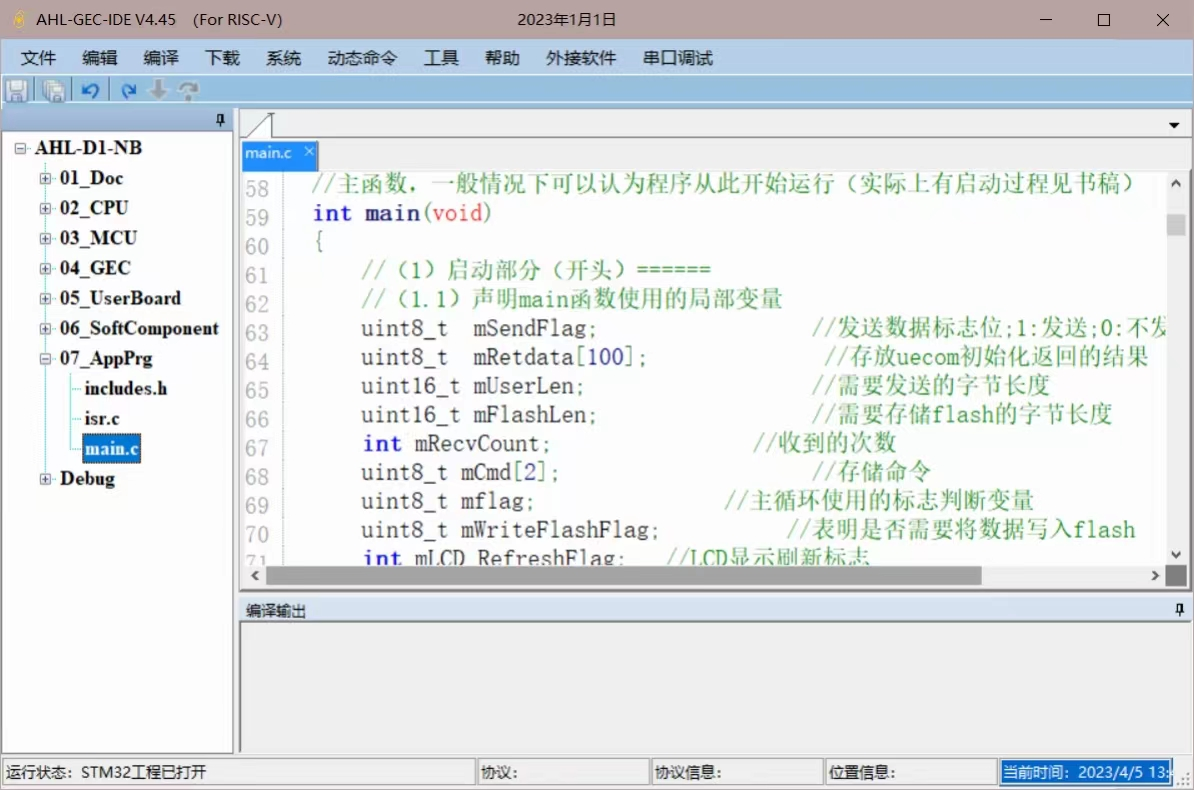 AHL-GEC-IDE V4.45 (For RISC-V) 2023年1月1日
文件 编辑 编译 下载 系统 动态命令 工具 帮助 外接软件 串口调试
AHL-D1-NB
01_Doc
02_CPU
03_MCU
04_GEC
05_UserBoard
06_SoftComponent
07_AppPrg
includes.h
isr.c
main.c
Debug
main.c ×
58 //主函数，一般情况下可以认为程序从此开始运行（实际上有启动过程见书稿）
59 int main(void)
60 {
61 //（1）启动部分（开头）======
62 //（1.1）声明main函数使用的局部变量
63 uint8_t mSendFlag; //发送数据标志位;1:发送;0:不发
64 uint8_t mRetdata[100]; //存放uecom初始化返回的结果
65 uint16_t mUserLen; //需要发送的字节长度
66 uint16_t mFlashLen; //需要存储flash的字节长度
67 int mRecvCount; //收到的次数
68 uint8_t mCmd[2]; //存储命令
69 uint8_t mflag; //主循环使用的标志判断变量
70 uint8_t mWriteFlashFlag; //表明是否需要将数据写入flash
71 int mLCD_RefreshFlag; //LCD显示刷新标志
编译输出
运行状态：STM32工程已打开 协议： 协议信息： 位置信息： 当前时间：2023/4/5 13: